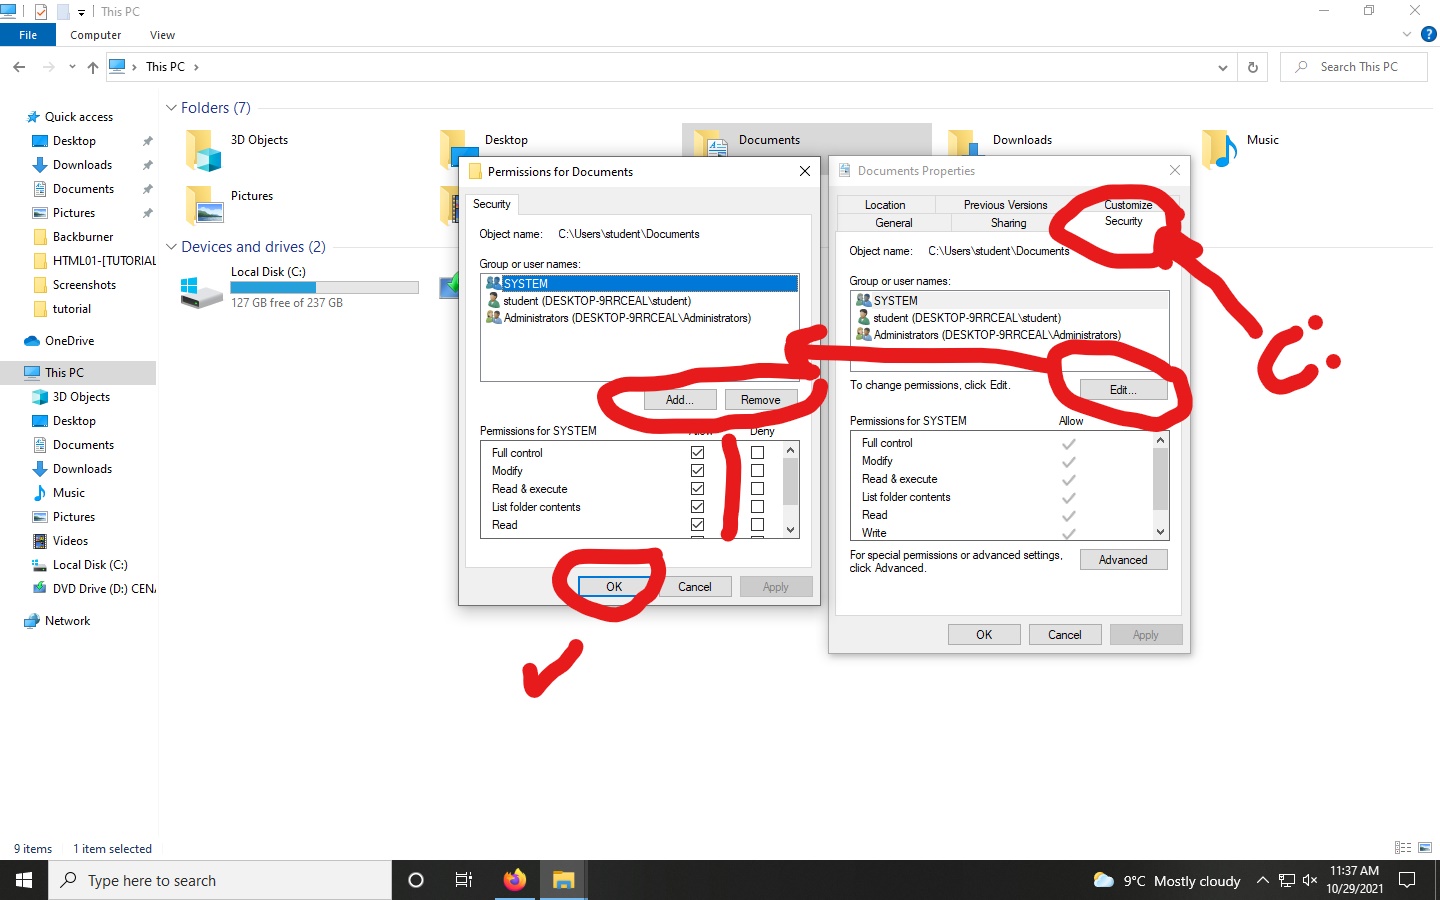 This PC
File Computer View
This PC
Search This PC
Quick access
Desktop
Downloads
Documents
Pictures
Backburner
HTML01-[TUTORIAL
Screenshots
tutorial
OneDrive
This PC
3D Objects
Desktop
Documents
Downloads
Music
Pictures
Videos
Local Disk (C:)
DVD Drive (D:) CENA
Network
Folders (7)
3D Objects
Desktop
Documents
Downloads
Music
Pictures
Devices and drives (2)
Local Disk (C:)
127 GB free of 237 GB
Permissions for Documents
Security
Object name: C:\Users\student\Documents
Group or user names:
SYSTEM
student (DESKTOP-9RRCEAL\student)
Administrators (DESKTOP-9RRCEAL\Administrators)
Add... Remove
Permissions for SYSTEM Allow Deny
Full control
Modify
Read & execute
List folder contents
Read
OK Cancel Apply
Documents Properties
Location Previous Versions Customize
General Sharing Security
Object name: C:\Users\student\Documents
Group or user names:
SYSTEM
student (DESKTOP-9RRCEAL\student)
Administrators (DESKTOP-9RRCEAL\Administrators)
To change permissions, click Edit.
Edit...
Permissions for SYSTEM Allow
Full control
Modify
Read & execute
List folder contents
Read
Write
For special permissions or advanced settings,
click Advanced.
Advanced
OK Cancel Apply
9 items 1 item selected
Type here to search
9°C Mostly cloudy
11:37 AM
10/29/2021